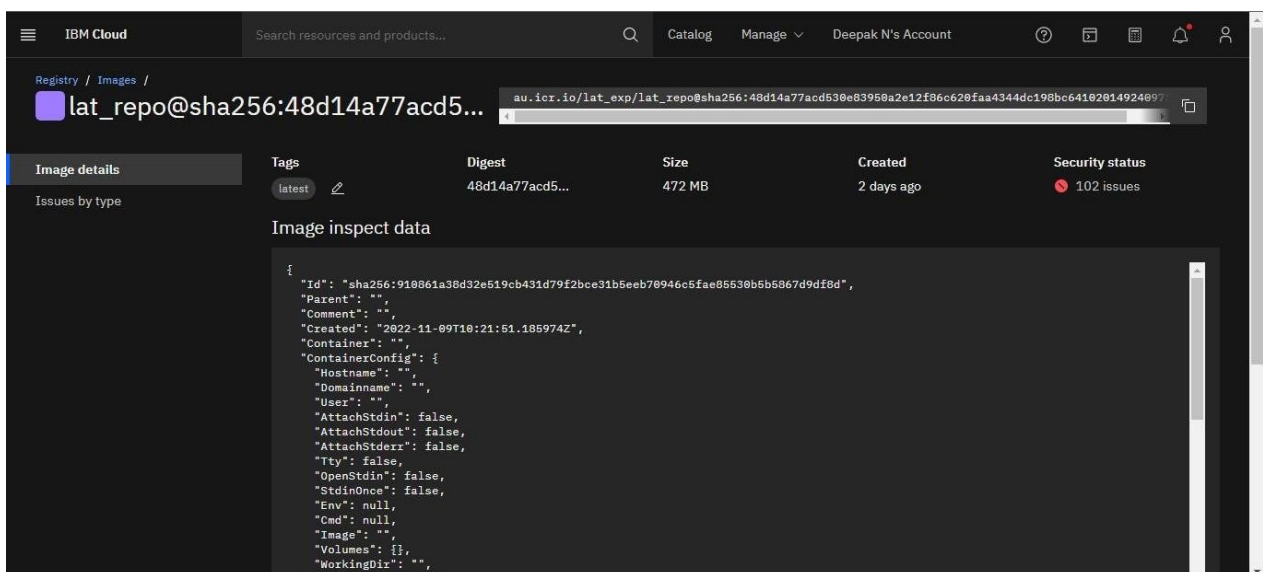 IBM Cloud
Search resources and products...
Catalog
Manage
Deepak N's Account
Registry / Images /
lat_repo@sha256:48d14a77acd5...
au.icr.io/lat_exp/lat_repo@sha256:48d14a77acd530e83950a2e12f86c620faa4344dc198bc64102014924097
Image details
Issues by type
Tags
Digest
Size
Created
Security status
latest
48d14a77acd5...
472 MB
2 days ago
102 issues
Image inspect data
{
"Id": "sha256:910861a38d32e519cb431d79f2bce31b5eeb70946c5fae85530b5b5867d9df8d",
"Parent": "",
"Comment": "",
"Created": "2022-11-09T10:21:51.185974Z",
"Container": "",
"ContainerConfig": {
"Hostname": "",
"Domainname": "",
"User": "",
"AttachStdin": false,
"AttachStdout": false,
"AttachStderr": false,
"Tty": false,
"OpenStdin": false,
"StdinOnce": false,
"Env": null,
"Cmd": null,
"Image": "",
"Volumes": {},
"WorkingDir": "",